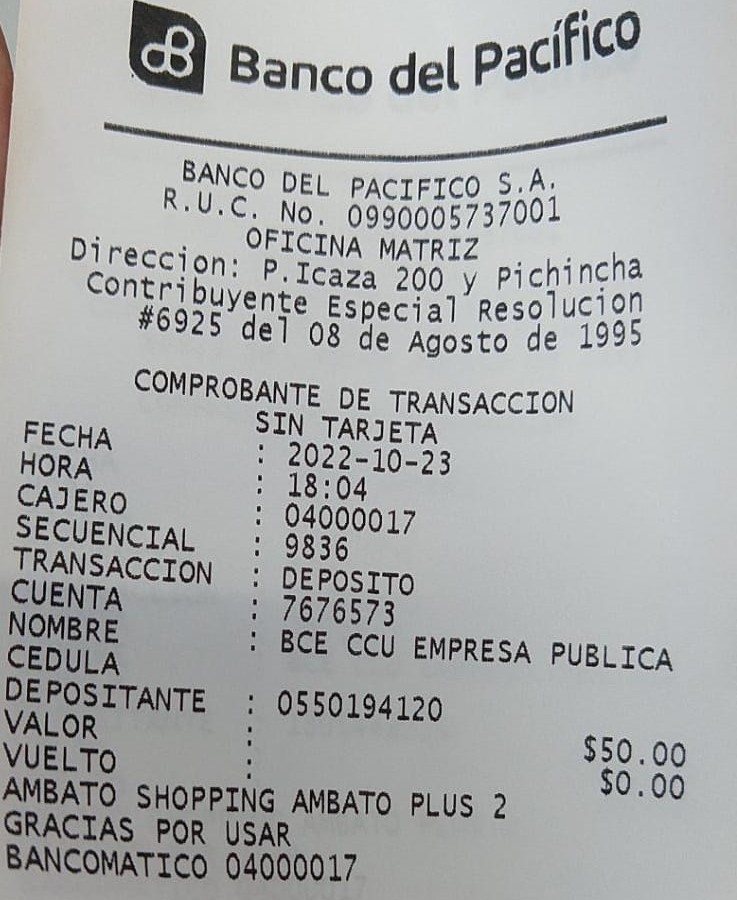 Banco del Pacífico
BANCO DEL PACIFICO S.A.
R.U.C. No. 0990005737001
OFICINA MATRIZ
Direccion: P.Icaza 200 y Pichincha
Contribuyente Especial Resolucion
#6925 del 08 de Agosto de 1995
COMPROBANTE DE TRANSACCION
SIN TARJETA
FECHA : 2022-10-23
HORA : 18:04
CAJERO : 04000017
SECUENCIAL : 9836
TRANSACCION : DEPOSITO
CUENTA : 7676573
NOMBRE : BCE CCU EMPRESA PUBLICA
CEDULA
DEPOSITANTE : 0550194120
VALOR : $50.00
VUELTO : $0.00
AMBATO SHOPPING AMBATO PLUS 2
GRACIAS POR USAR
BANCOMATICO 04000017